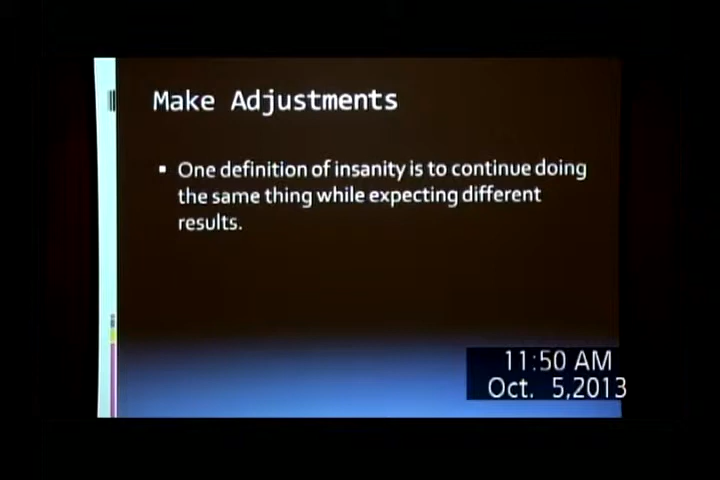 Make Adjustments
▪ One definition of insanity is to continue doing
the same thing while expecting different
results.
11:50 AM
Oct. 5,2013